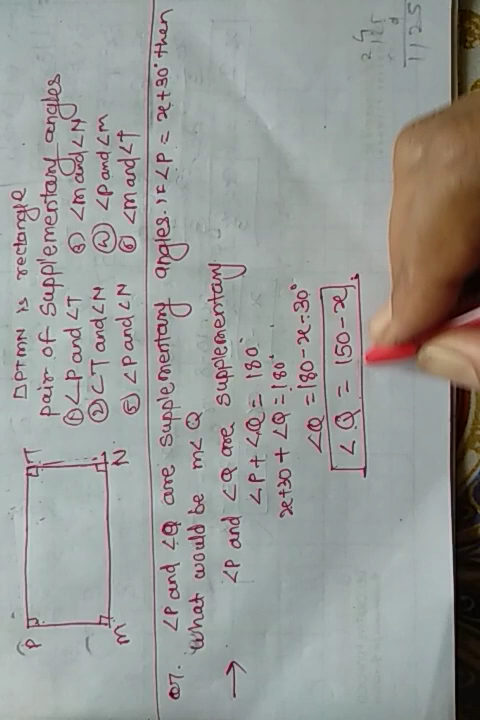 P T
M N
□PTMN is rectangle
pair of Supplementary angles
① ∠P and ∠T ③ ∠M and ∠N
② ∠T and ∠N ④ ∠P and ∠M
⑤ ∠P and ∠N ⑥ ∠M and ∠T
Q7. ∠P and ∠Q are supplementary angles. if ∠P = x+30° then
what would be m∠Q
→ ∠P and ∠Q are supplementary
∠P + ∠Q = 180°
x+30 + ∠Q = 180°
∠Q = 180 - x - 30°
∠Q = 150 - x